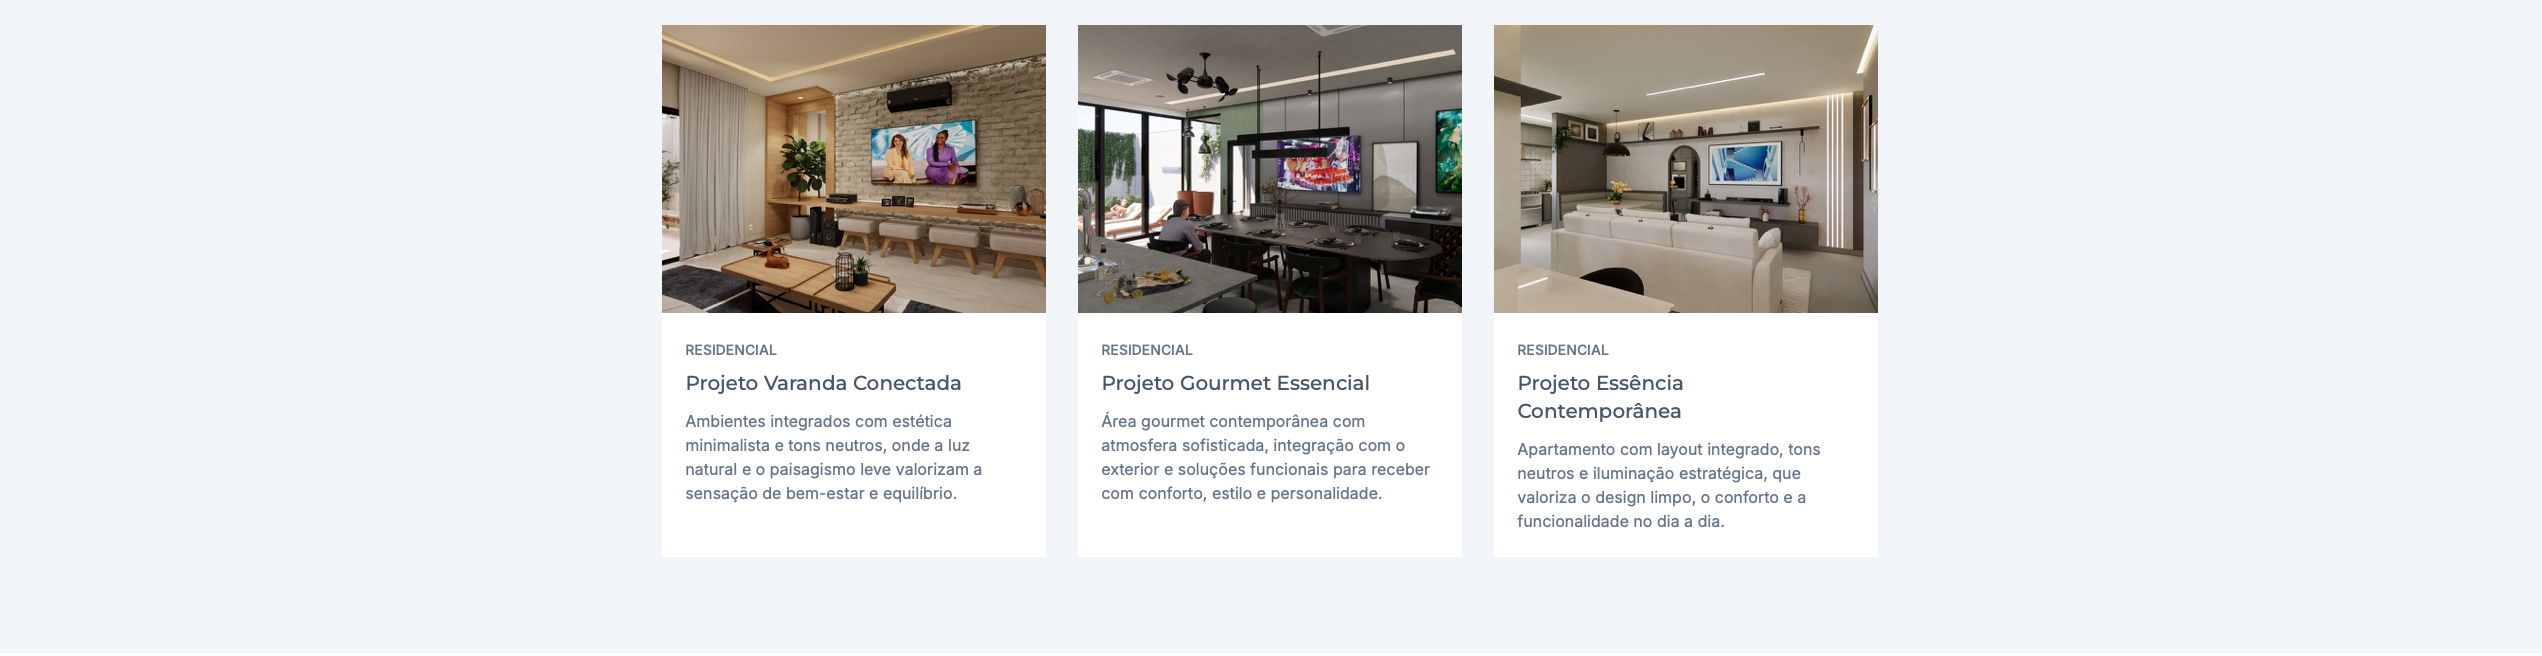 RESIDENCIAL
Projeto Varanda Conectada
Ambientes integrados com estética
minimalista e tons neutros, onde a luz
natural e o paisagismo leve valorizam a
sensação de bem-estar e equilíbrio.
RESIDENCIAL
Projeto Gourmet Essencial
Área gourmet contemporânea com
atmosfera sofisticada, integração com o
exterior e soluções funcionais para receber
com conforto, estilo e personalidade.
RESIDENCIAL
Projeto Essência
Contemporânea
Apartamento com layout integrado, tons
neutros e iluminação estratégica, que
valoriza o design limpo, o conforto e a
funcionalidade no dia a dia.